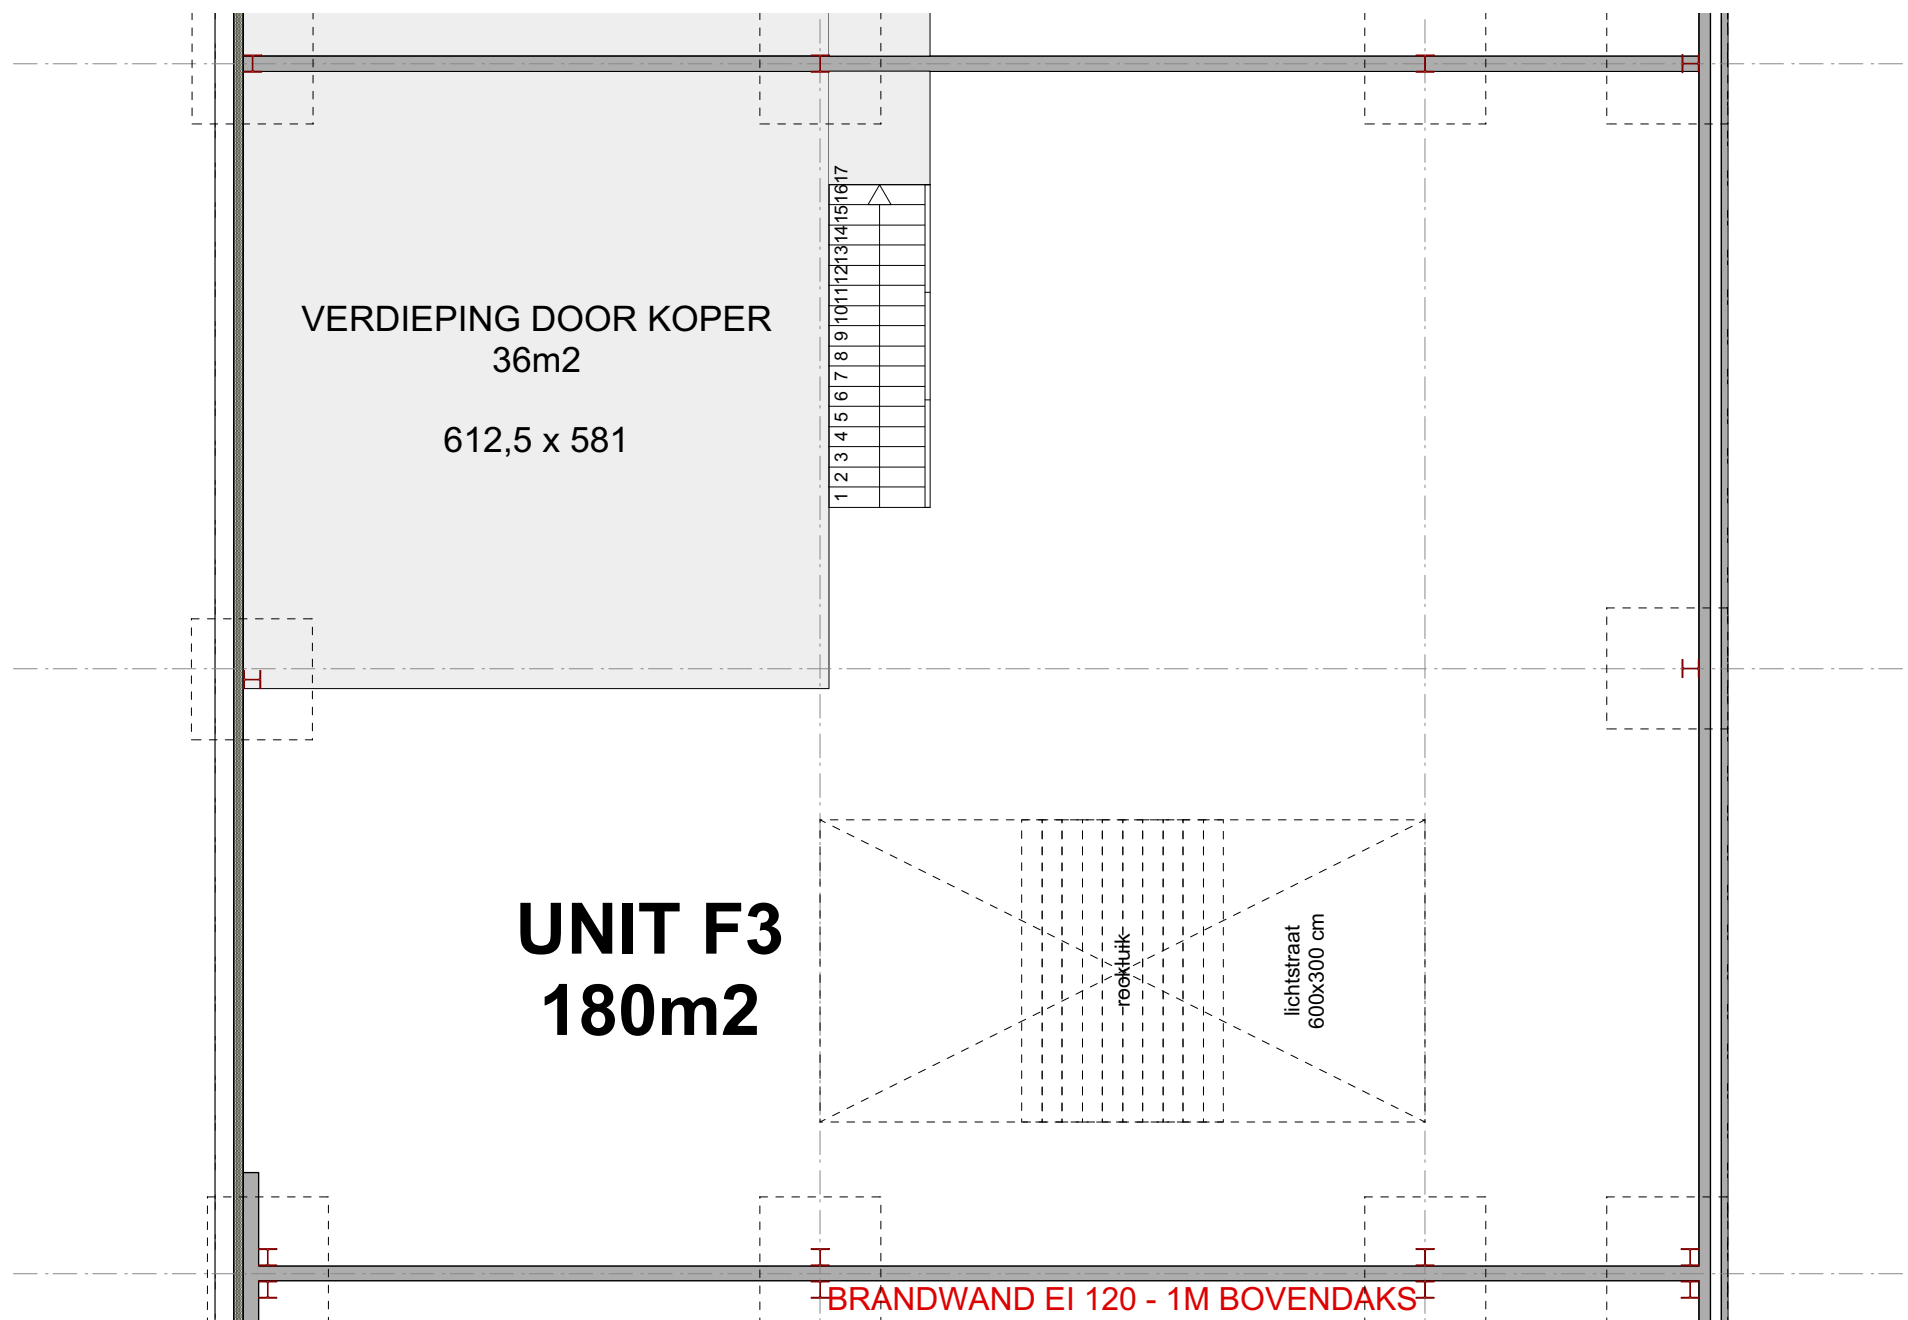 VERDIEPING DOOR KOPER
36m2
612,5 x 581
1 2 3 4 5 6 7 8 9 10 11 12 13 14 15 16 17
UNIT F3
180m2
rookluik
lichtstraat
600x300 cm
BRANDWAND EI 120 - 1M BOVENDAKS